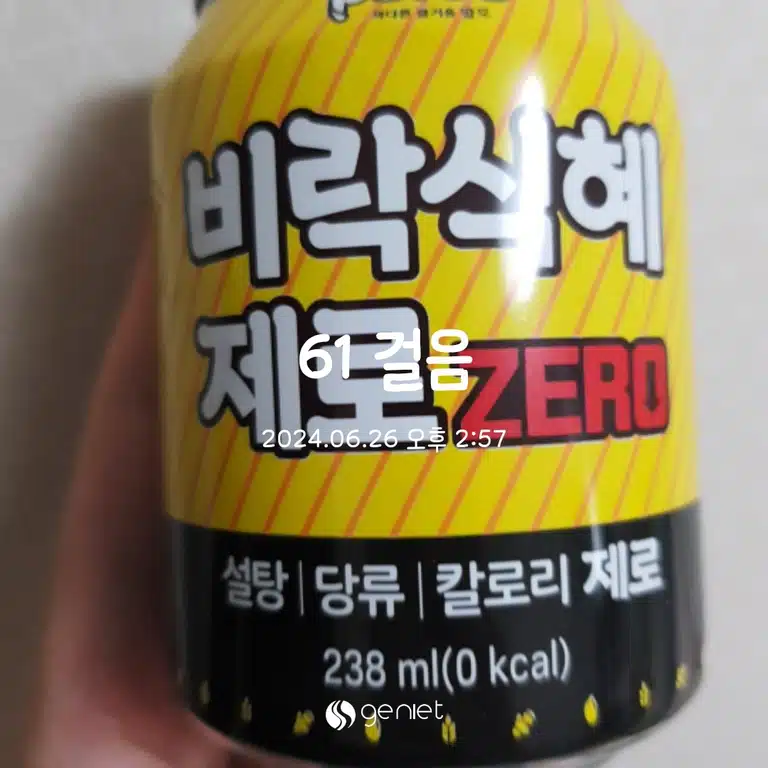 비락식혜
제로 ZERO
61 걸음
2024.06.26 오후 2:57
설탕 | 당류 | 칼로리 제로
238 ml(0 kcal)
geniet